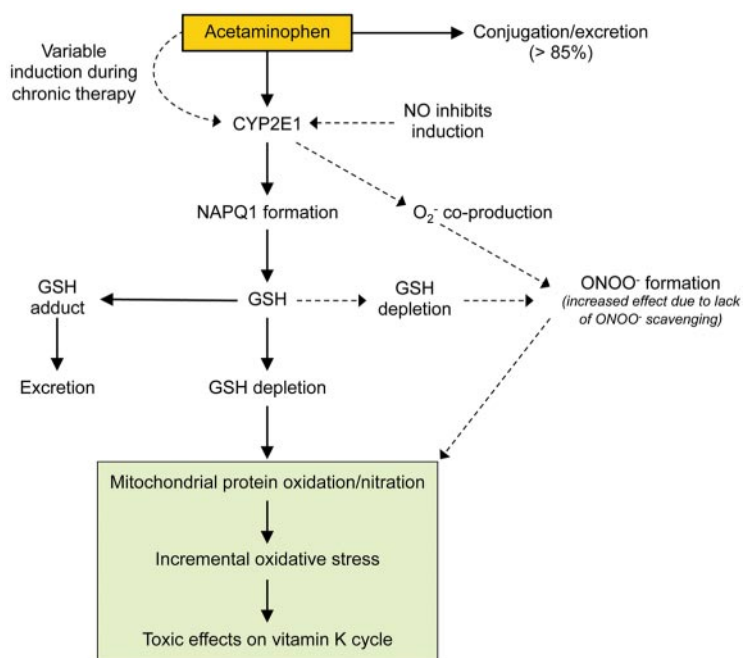 Acetaminophen
Conjugation/excretion
(> 85%)
Variable
induction during
chronic therapy
CYP2E1
NO inhibits
induction
NAPQ1 formation
O₂⁻ co-production
GSH
adduct
GSH
GSH
depletion
ONOO⁻ formation
(increased effect due to lack
of ONOO⁻ scavenging)
Excretion
GSH depletion
Mitochondrial protein oxidation/nitration
Incremental oxidative stress
Toxic effects on vitamin K cycle